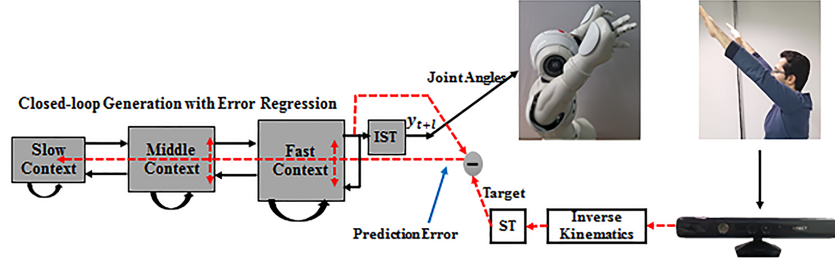 Joint Angles
Closed-loop Generation with Error Regression
y_{t+1}
IST
Slow
Context
Middle
Context
Fast
Context
Target
Prediction Error
ST
Inverse
Kinematics